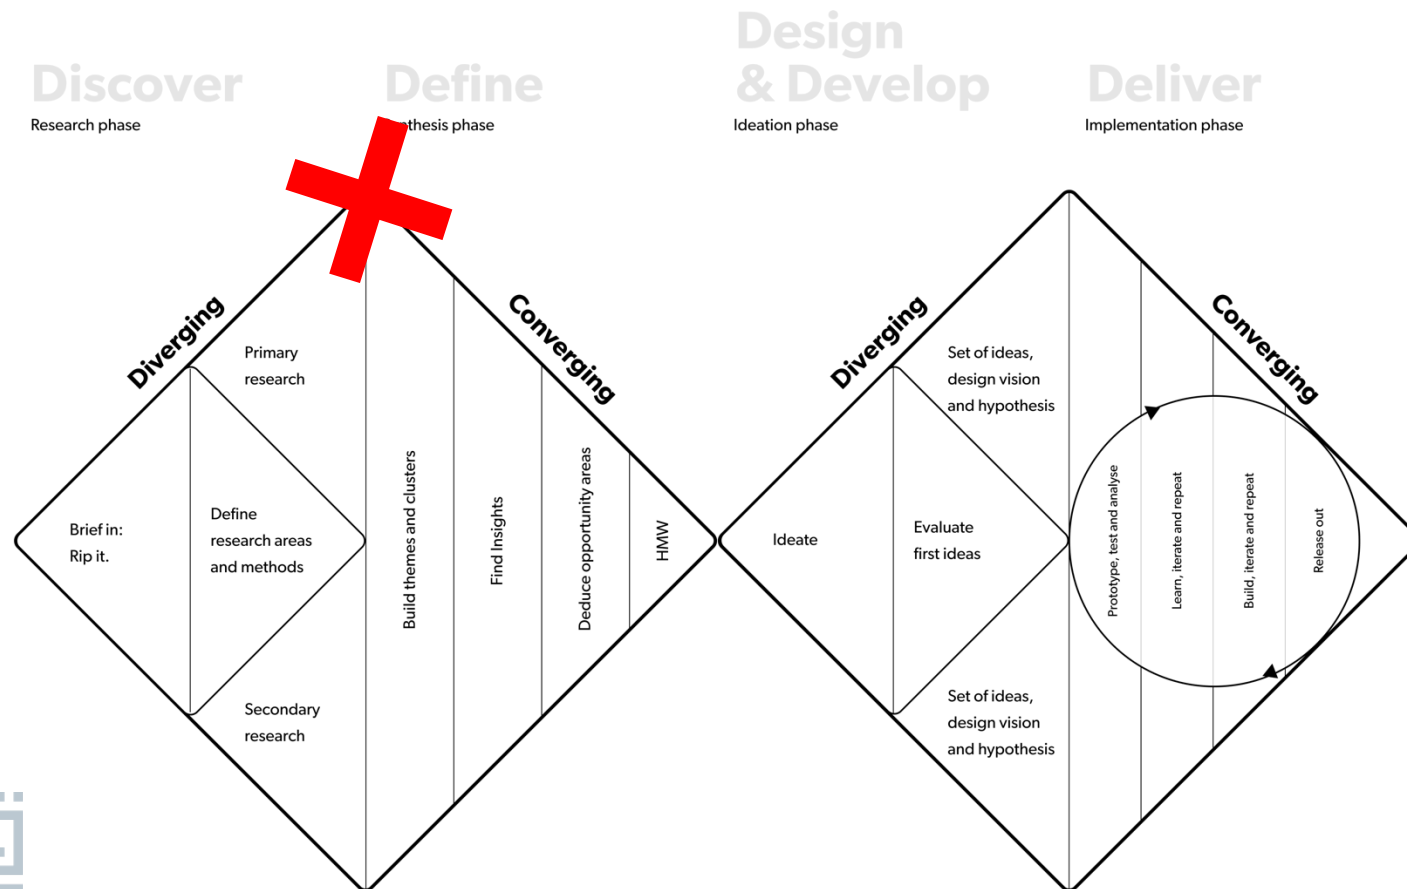 Discover
Research phase
Define
phase
Design
& Develop
Ideation phase
Deliver
Implementation phase
Diverging
Primary
research
Brief in:
Rip it.
Define
research areas
and methods
Secondary
research
Converging
Build themes and clusters
Find Insights
Deduce opportunity areas
HMW
Diverging
Set of ideas,
design vision
and hypothesis
Ideate
Evaluate
first ideas
Set of ideas,
design vision
and hypothesis
Converging
Prototype, test and analyse
Learn, iterate and repeat
Build, iterate and repeat
Release out